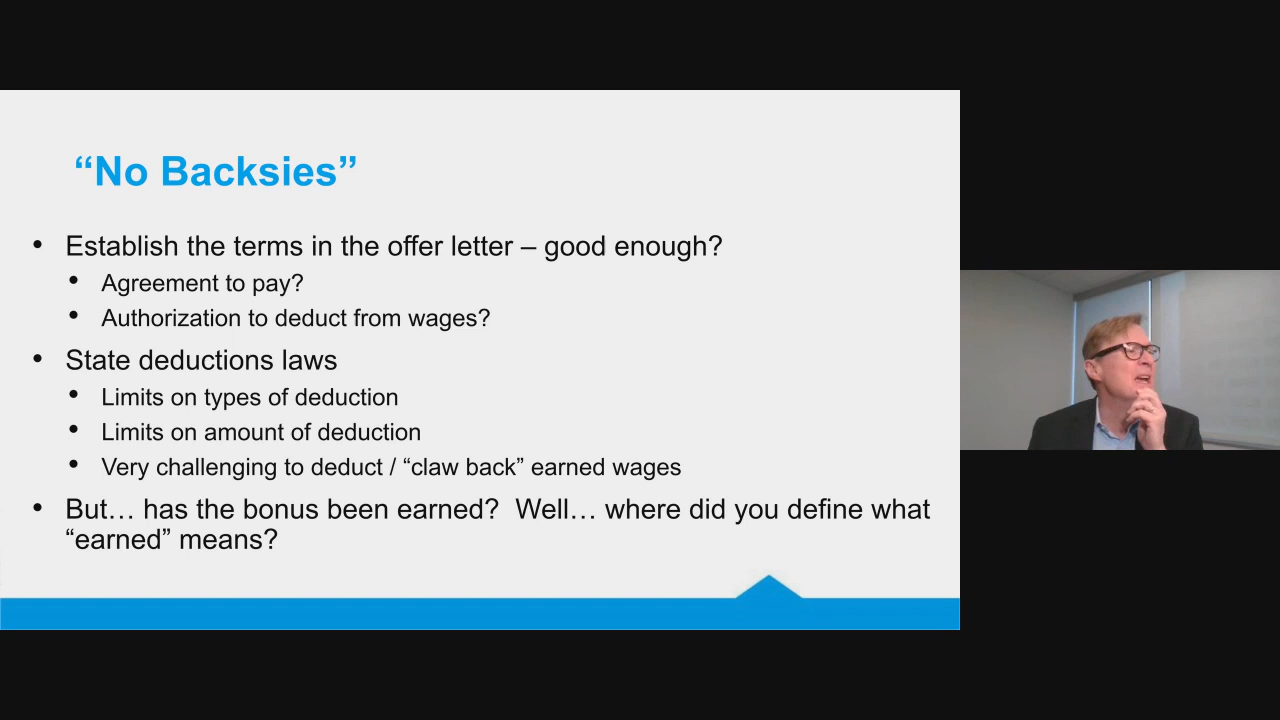 “No Backsies”
• Establish the terms in the offer letter – good enough?
• Agreement to pay?
• Authorization to deduct from wages?
• State deductions laws
• Limits on types of deduction
• Limits on amount of deduction
• Very challenging to deduct / “claw back” earned wages
• But… has the bonus been earned?  Well… where did you define what
“earned” means?